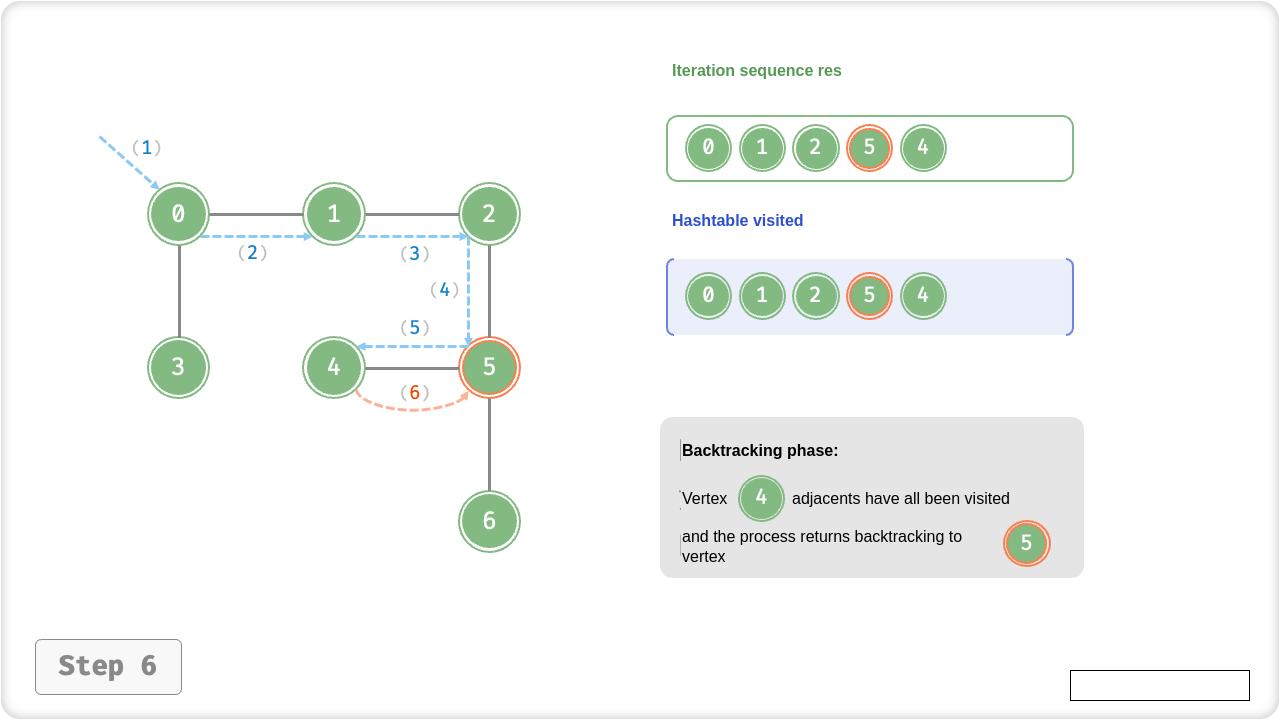 Iteration sequence res
0 1 2 5 4
(1)
0 1 2
Hashtable visited
(2) (3)
(4)
0 1 2 5 4
(5)
3 4 5
(6)
Backtracking phase:
Vertex 4 adjacents have all been visited
and the process returns backtracking to
vertex 5
6
Step 6